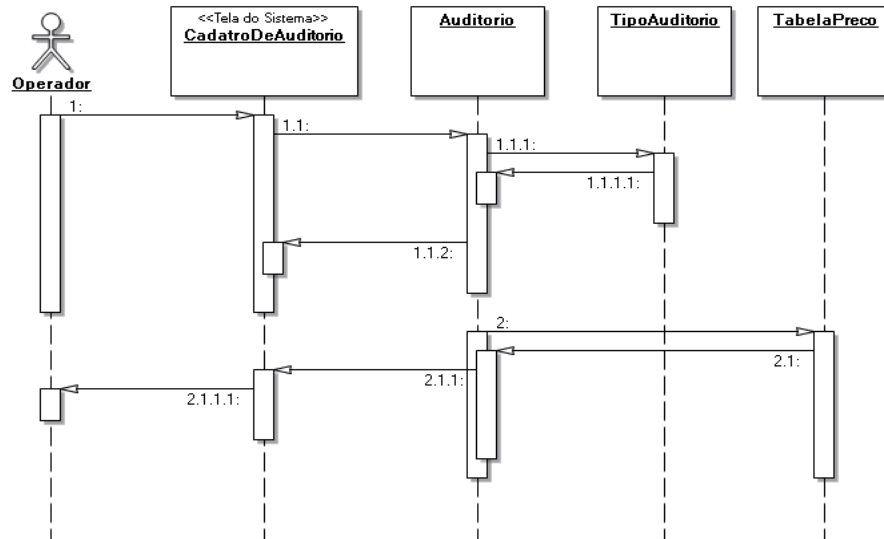 <<Tela do Sistema>>
CadatroDeAuditorio
Auditorio
TipoAuditorio
TabelaPreco
Operador
1:
1.1:
1.1.1:
1.1.1.1:
1.1.2:
2:
2.1:
2.1.1:
2.1.1.1: